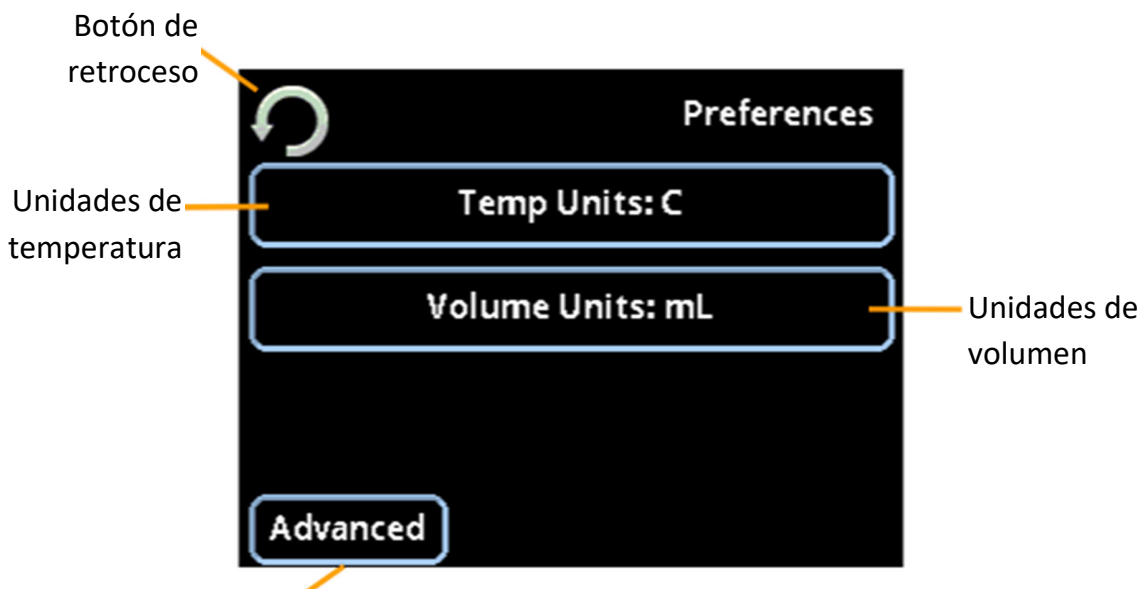 Botón de
retroceso
Preferences
Unidades de
temperatura
Temp Units: C
Volume Units: mL
Unidades de
volumen
Advanced